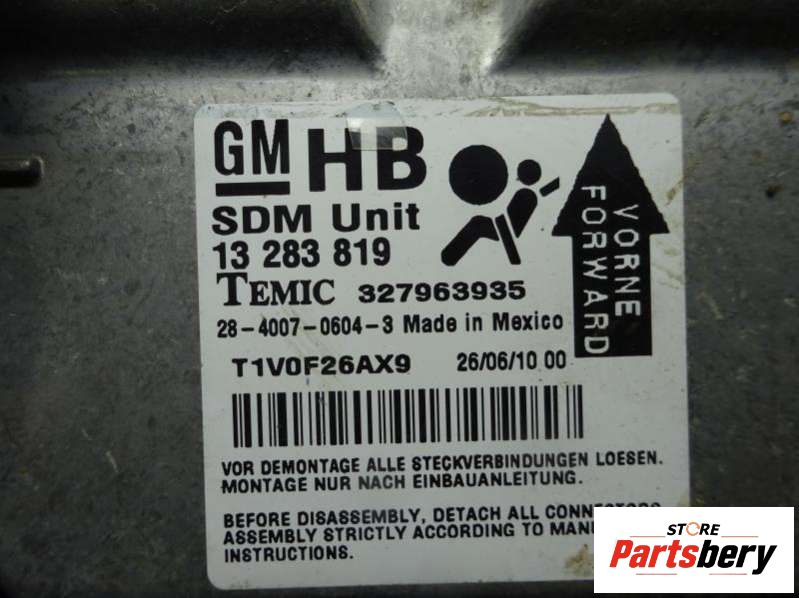 GM HB
SDM Unit
13 283 819
TEMIC 327963935
28-4007-0604-3 Made in Mexico
T1V0F26AX9 26/06/10 00
VORNE
FORWARD
VOR DEMONTAGE ALLE STECKVERBINDUNGEN LOESEN.
MONTAGE NUR NACH EINBAUANLEITUNG.
BEFORE DISASSEMBLY, DETACH ALL CONNECTORS
ASSEMBLY STRICTLY ACCORDING TO
INSTRUCTIONS.
STORE
Partsbery